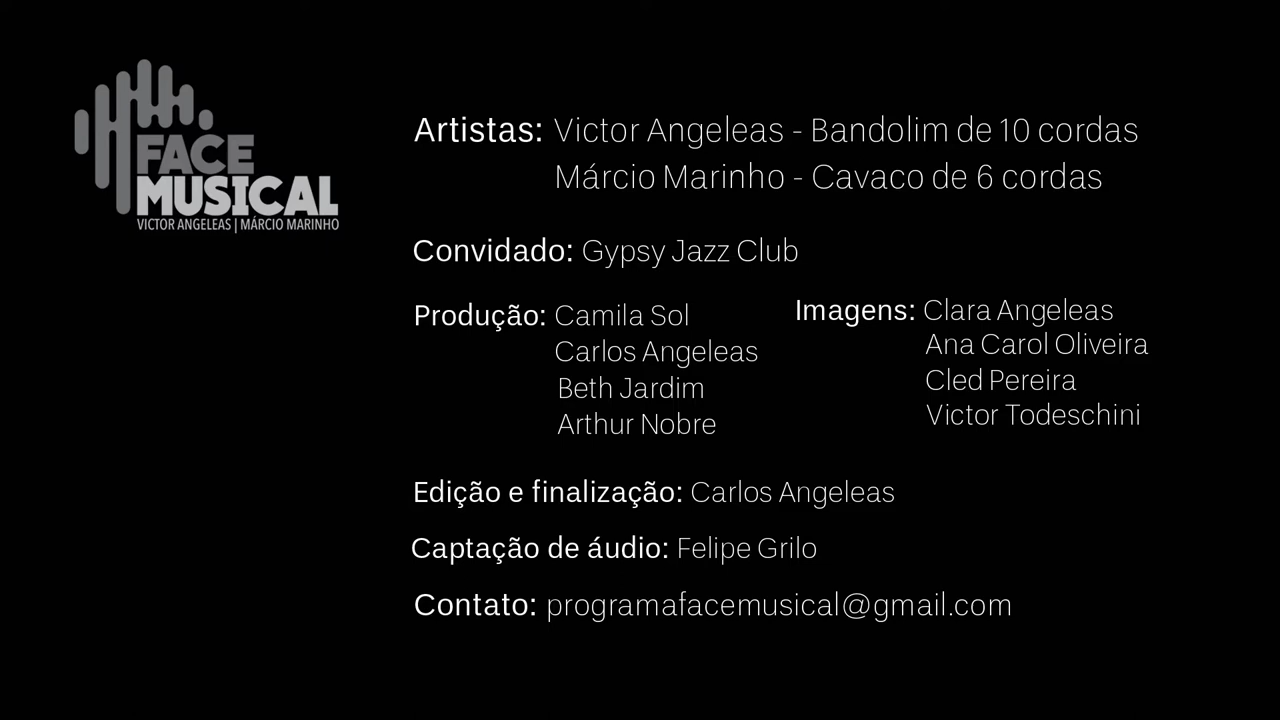 FACE
MUSICAL
VICTOR ANGELEAS | MÁRCIO MARINHO
Artistas: Victor Angeleas - Bandolim de 10 cordas
Márcio Marinho - Cavaco de 6 cordas
Convidado: Gypsy Jazz Club
Produção: Camila Sol
Carlos Angeleas
Beth Jardim
Arthur Nobre
Imagens: Clara Angeleas
Ana Carol Oliveira
Cled Pereira
Victor Todeschini
Edição e finalização: Carlos Angeleas
Captação de áudio: Felipe Grilo
Contato: programafacemusical@gmail.com